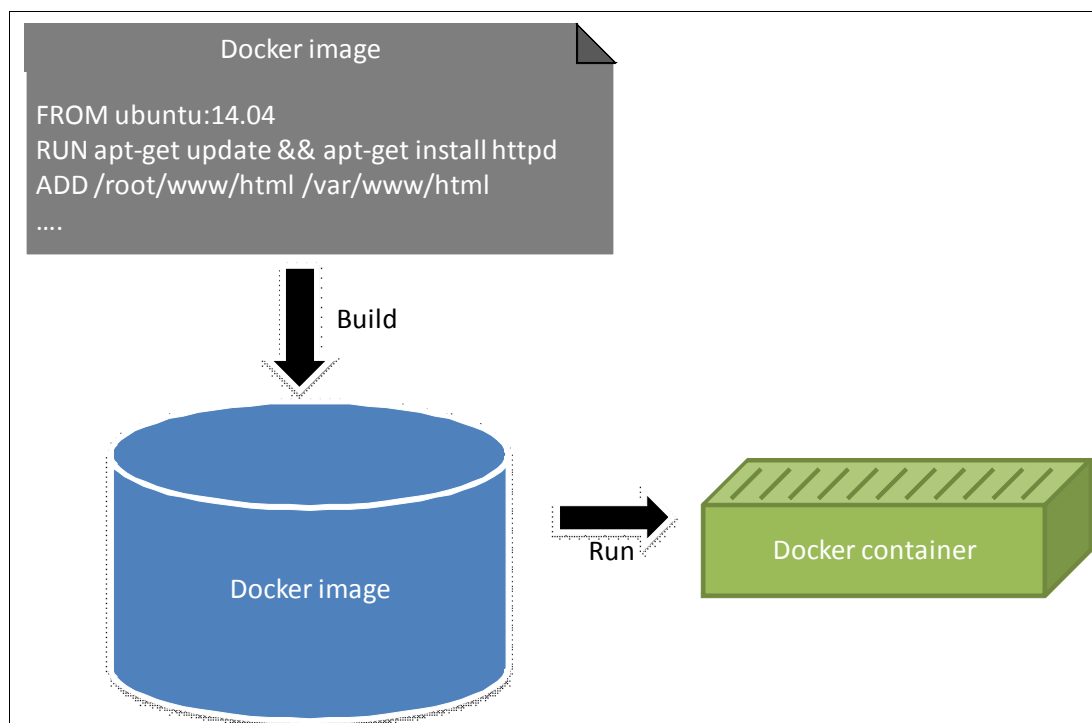 Docker image
FROM ubuntu:14.04
RUN apt-get update && apt-get install httpd
ADD /root/www/html /var/www/html
....
Build
Docker image
Run
Docker container